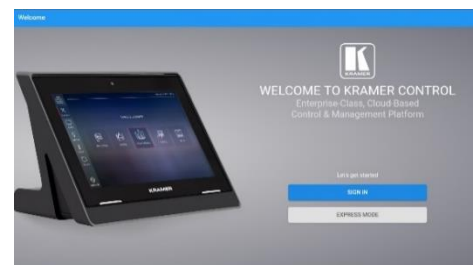 Welcome
KRAMER
WELCOME TO KRAMER CONTROL
Enterprise Class, Cloud Based
Control & Management Platform
Let's get started
SIGN IN
EXPRESS MODE
KRAMER